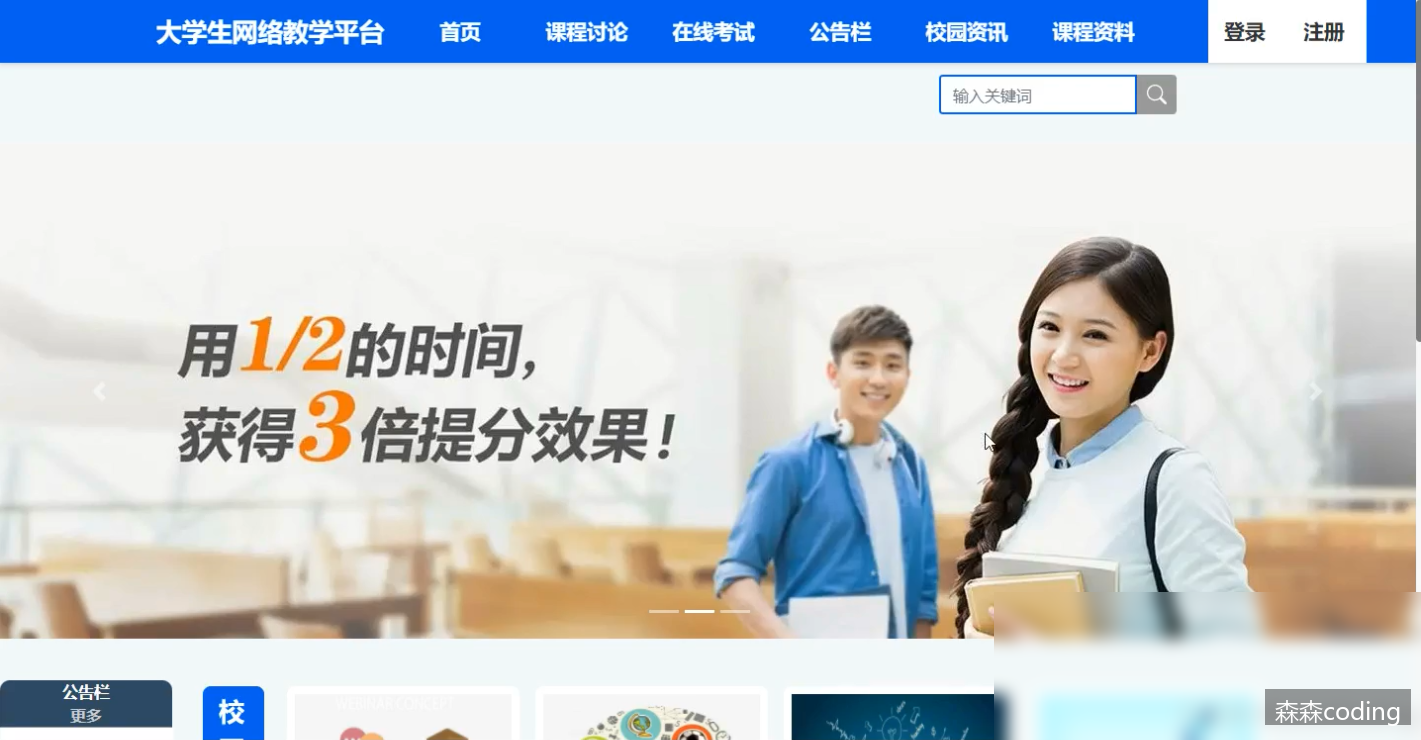 大学生网络教学平台 首页 课程讨论 在线考试 公告栏 校园资讯 课程资料 登录 注册
输入关键词
用1/2的时间，
获得3倍提分效果！
公告栏
更多
校
WEBINAR CONCEPT
森森coding